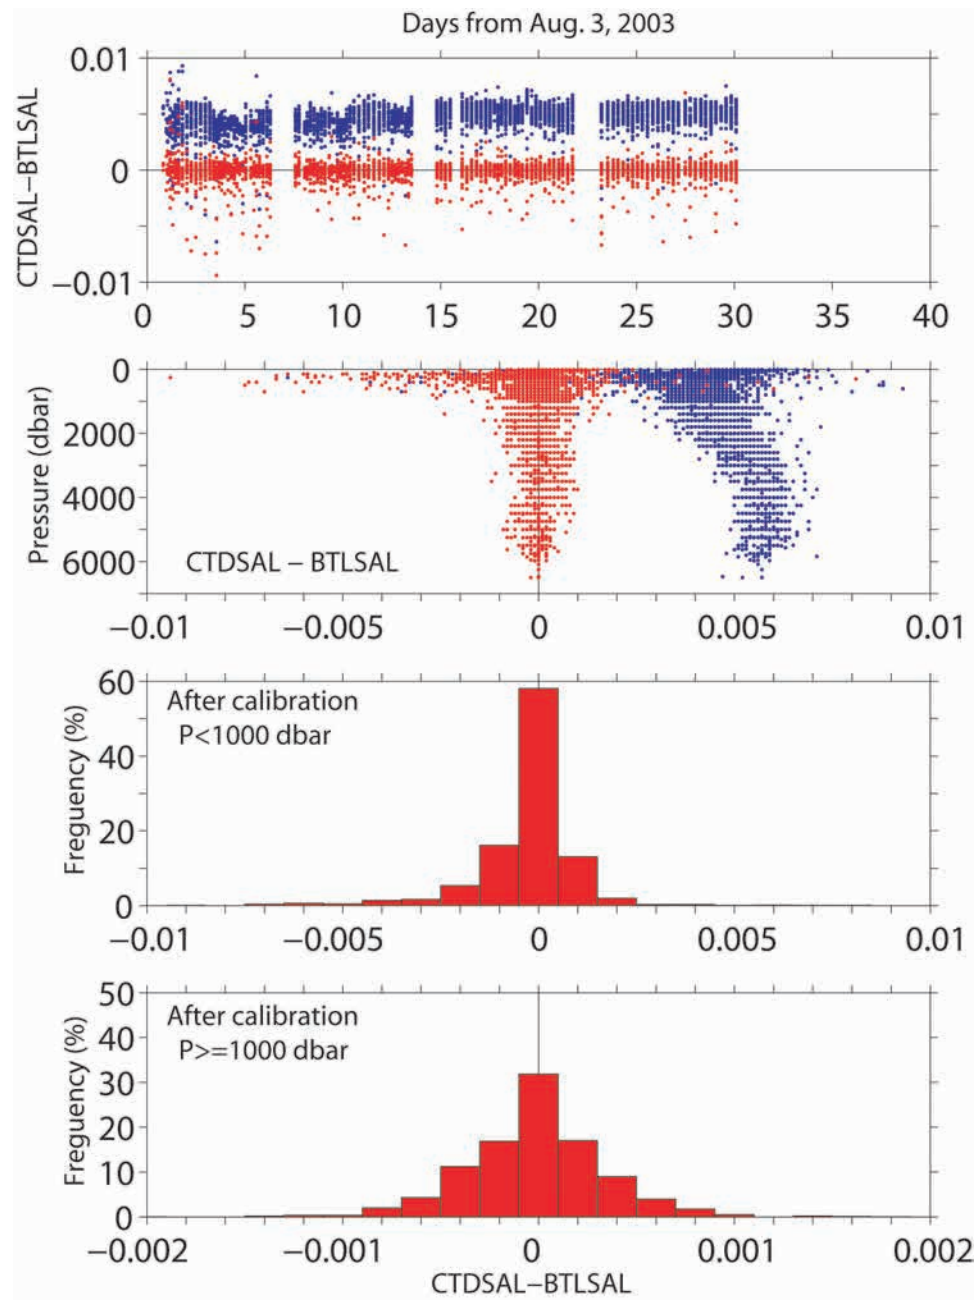 Days from Aug. 3, 2003
0.01
0
−0.01
CTDSAL−BTLSAL
0 5 10 15 20 25 30 35 40
0
2000
4000
6000
Pressure (dbar)
CTDSAL − BTLSAL
−0.01 −0.005 0 0.005 0.01
60
40
20
0
Freguency (%)
After calibration
P<1000 dbar
−0.01 −0.005 0 0.005 0.01
50
40
30
20
10
0
Freguency (%)
After calibration
P>=1000 dbar
−0.002 −0.001 0 0.001 0.002
CTDSAL−BTLSAL